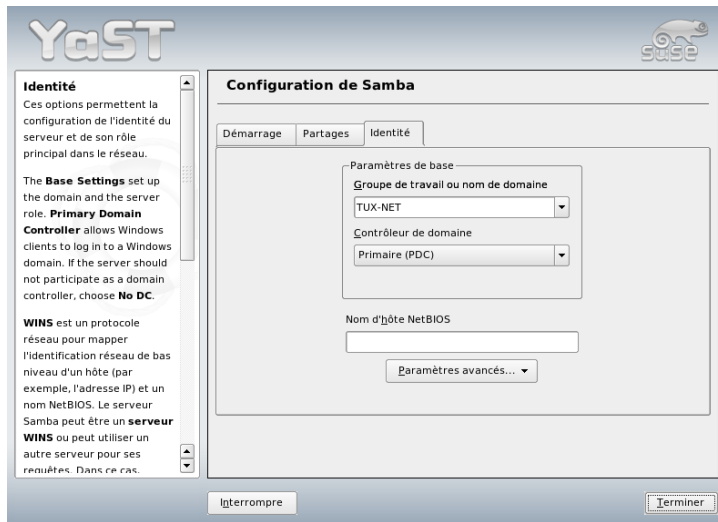 YaST
SUSE
Identité
Ces options permettent la
configuration de l'identité du
serveur et de son rôle
principal dans le réseau.
The Base Settings set up
the domain and the server
role. Primary Domain
Controller allows Windows
clients to log in to a Windows
domain. If the server should
not participate as a domain
controller, choose No DC.
WINS est un protocole
réseau pour mapper
l'identification réseau de bas
niveau d'un hôte (par
exemple, l'adresse IP) et un
nom NetBIOS. Le serveur
Samba peut être un serveur
WINS ou peut utiliser un
autre serveur pour ses
requêtes. Dans ce cas,
Configuration de Samba
Démarrage
Partages
Identité
Paramètres de base
Groupe de travail ou nom de domaine
TUX-NET
Contrôleur de domaine
Primaire (PDC)
Nom d'hôte NetBIOS
Paramètres avancés...
Interrompre
Terminer